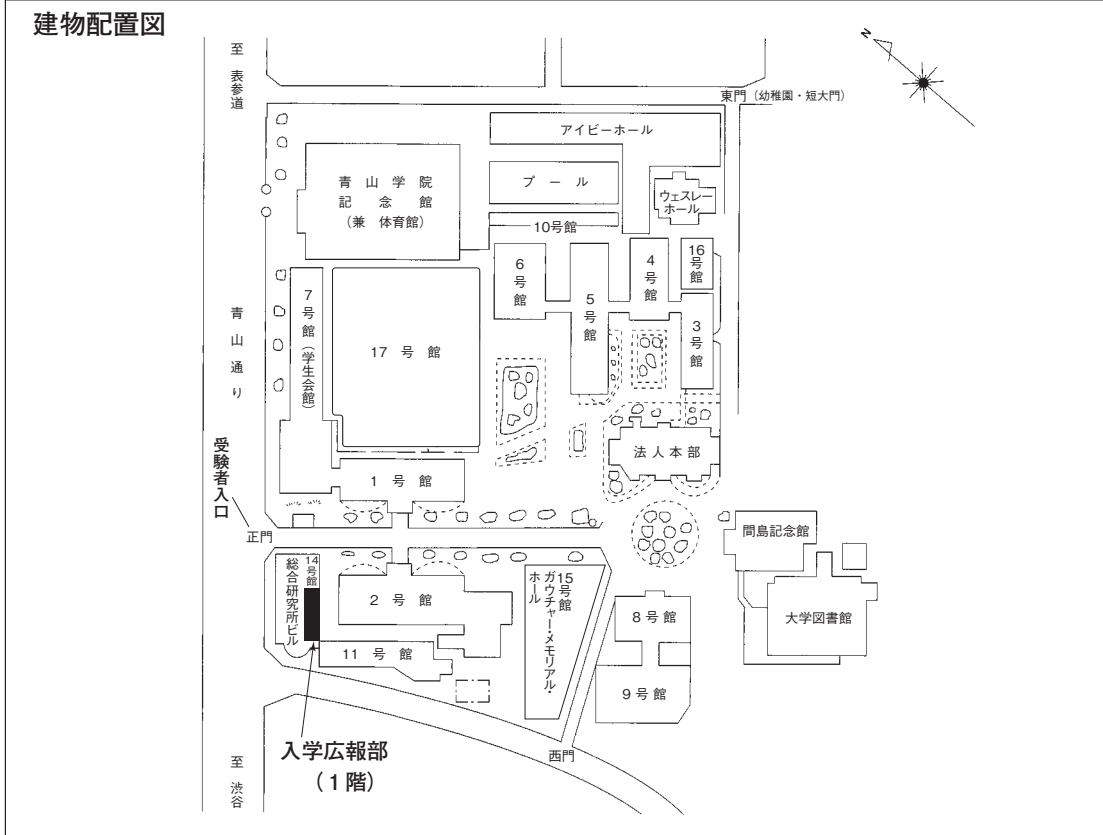 建物配置図
至 表参道
N
東門（幼稚園・短大門）
アイビーホール
青山学院
記念館
（兼 体育館）
プール
ウェスレー
ホール
10号館
6号館
5号館
4号館
16号館
3号館
7号館（学生会館）
17 号 館
青山通り
法人本部
受験者入口
1 号 館
正門
間島記念館
14号館
総合研究所ビル
2 号 館
15号館
ガウチャー・メモリアル・
ホール
8号館
大学図書館
11 号 館
9号館
入学広報部
（1階）
西門
至 渋谷